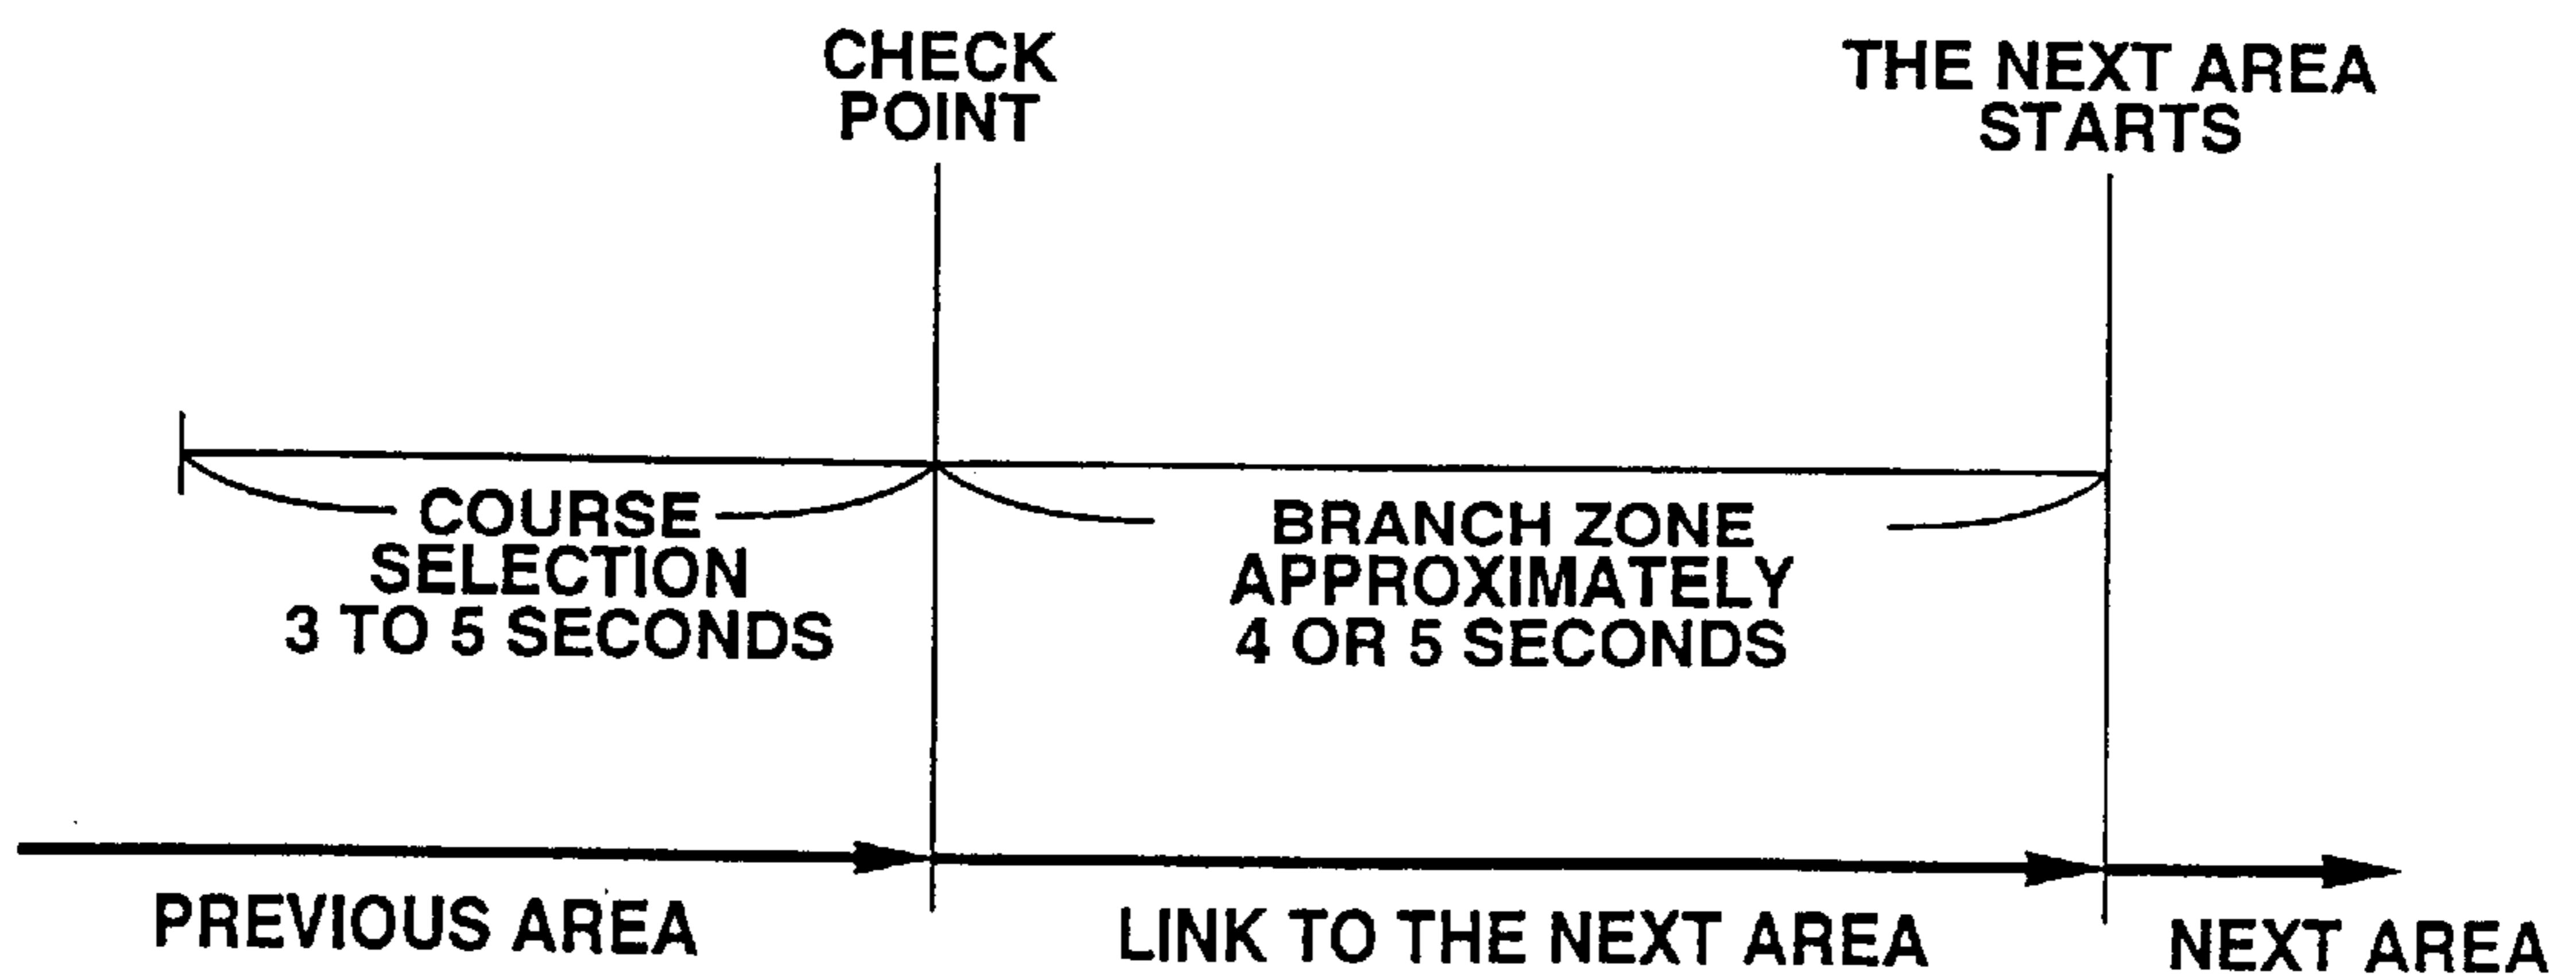 CHECK
POINT
THE NEXT AREA
STARTS
COURSE
SELECTION
3 TO 5 SECONDS
BRANCH ZONE
APPROXIMATELY
4 OR 5 SECONDS
PREVIOUS AREA
LINK TO THE NEXT AREA
NEXT AREA